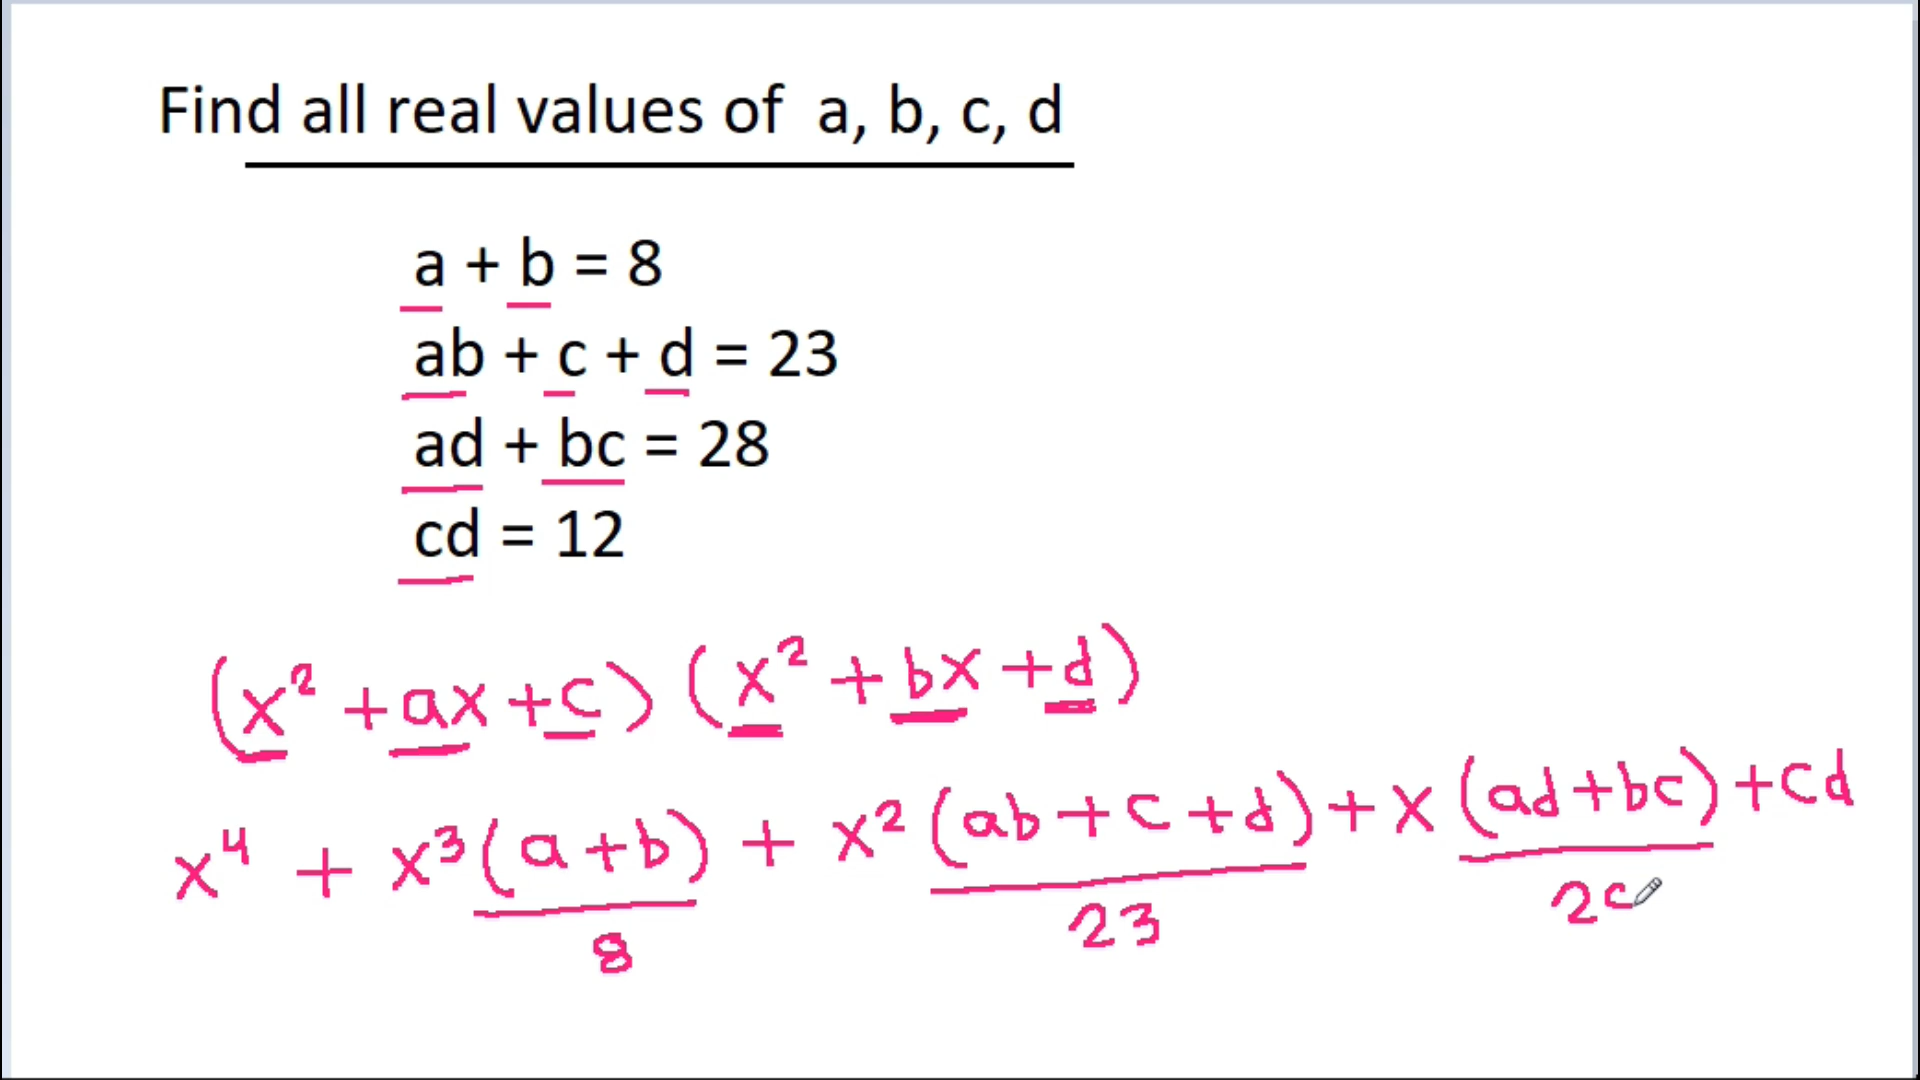 Find all real values of a, b, c, d
a + b = 8
ab + c + d = 23
ad + bc = 28
cd = 12
(x² + ax + c) (x² + bx + d)
x⁴ + x³(a + b) + x² (ab + c + d) + x (ad + bc) + cd
8 23 2